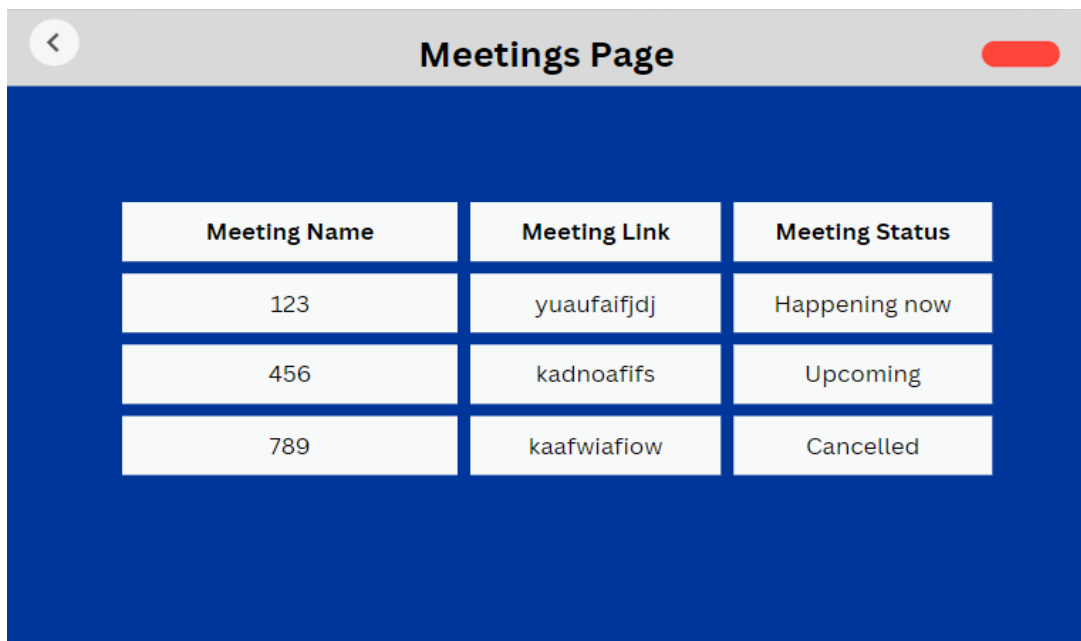 Meetings Page
Meeting Name Meeting Link Meeting Status
123 yuaufaifjdj Happening now
456 kadnoafifs Upcoming
789 kaafwiafiow Cancelled